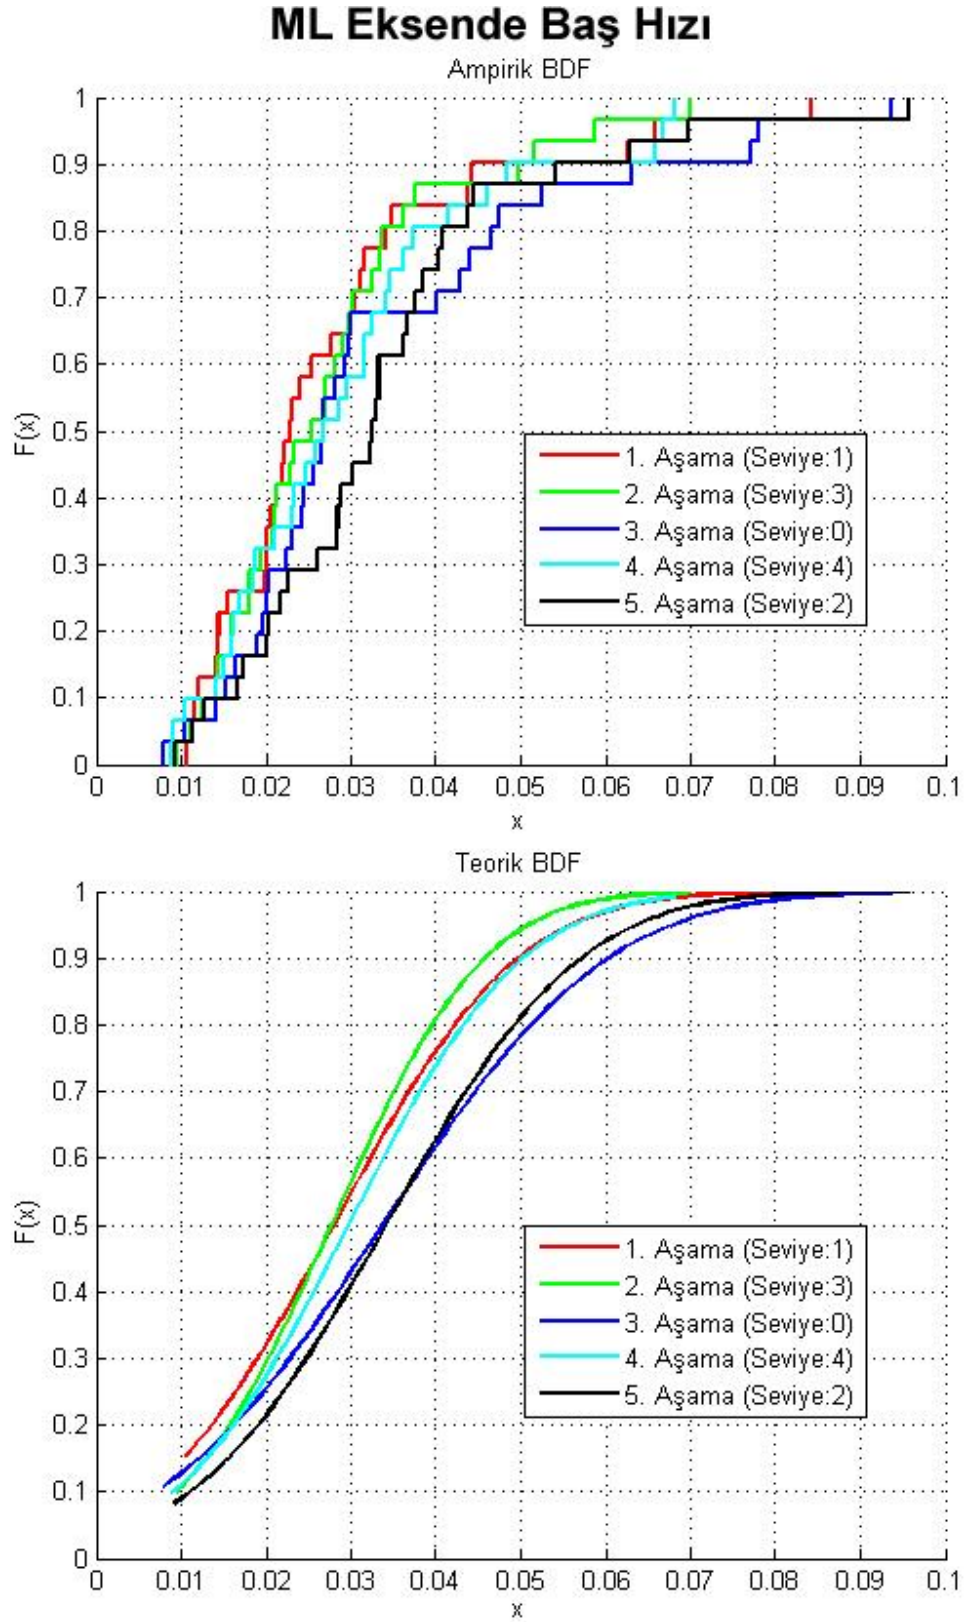 ML Eksende Baş Hızı
Ampirik BDF
1
0.9
0.8
0.7
0.6
0.5
0.4
0.3
0.2
0.1
0
F(x)
1. Aşama (Seviye:1)
2. Aşama (Seviye:3)
3. Aşama (Seviye:0)
4. Aşama (Seviye:4)
5. Aşama (Seviye:2)
0 0.01 0.02 0.03 0.04 0.05 0.06 0.07 0.08 0.09 0.1
x
Teorik BDF
1
0.9
0.8
0.7
0.6
0.5
0.4
0.3
0.2
0.1
0
F(x)
1. Aşama (Seviye:1)
2. Aşama (Seviye:3)
3. Aşama (Seviye:0)
4. Aşama (Seviye:4)
5. Aşama (Seviye:2)
0 0.01 0.02 0.03 0.04 0.05 0.06 0.07 0.08 0.09 0.1
x